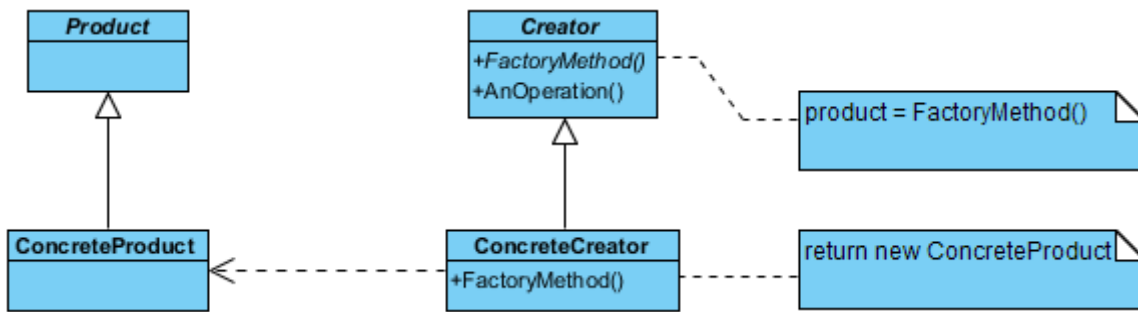 Product
Creator
+FactoryMethod()
+AnOperation()
product = FactoryMethod()
ConcreteProduct
ConcreteCreator
+FactoryMethod()
return new ConcreteProduct